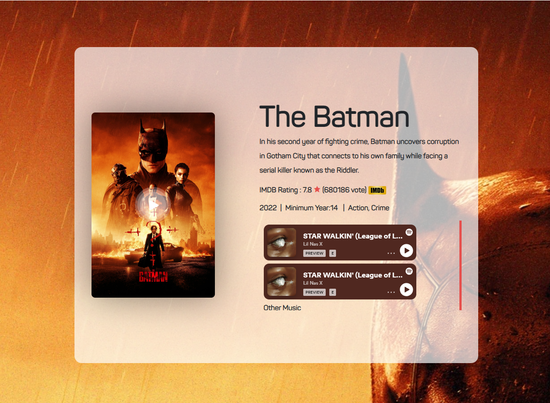 The Batman
In his second year of fighting crime, Batman uncovers corruption
in Gotham City that connects to his own family while facing a
serial killer known as the Riddler.
IMDB Rating : 7.8 (680186 vote) IMDb
2022 | Minimum Year:14 | Action, Crime
STAR WALKIN' (League of L...
Lil Nas X
PREVIEW E
STAR WALKIN' (League of L...
Lil Nas X
PREVIEW E
Other Music
BATMAN